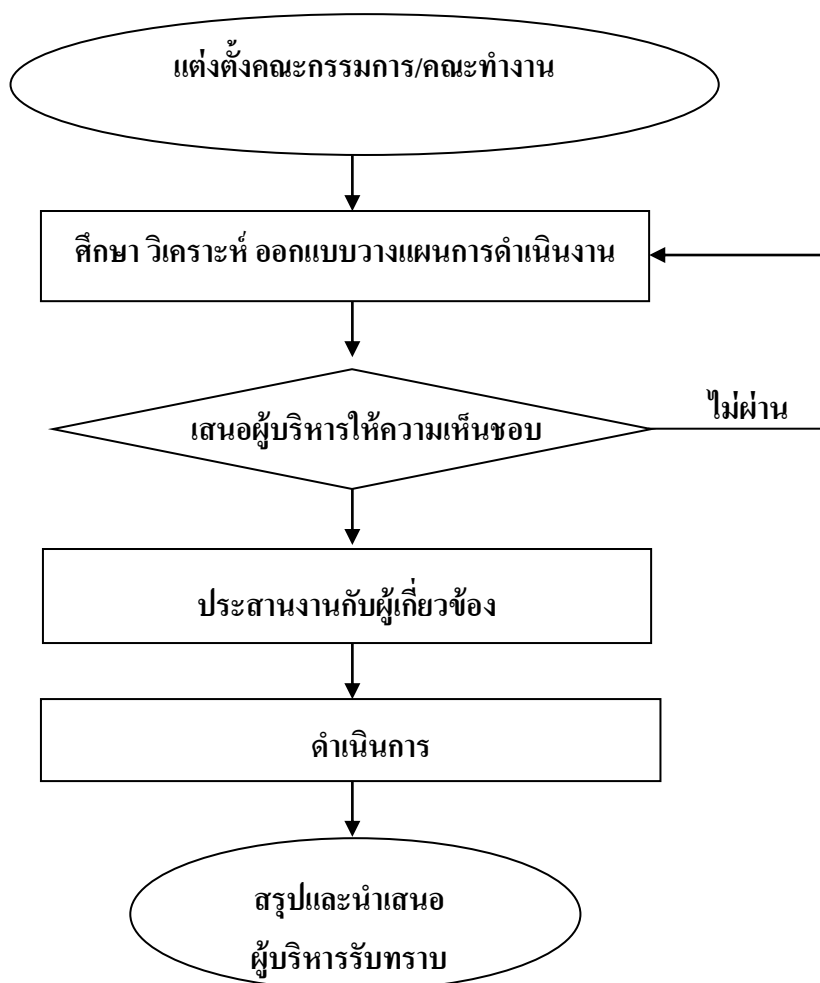 แต่งตั้งคณะกรรมการ/คณะทำงาน
ศึกษา วิเคราะห์ ออกแบบวางแผนการดำเนินงาน
เสนอผู้บริหารให้ความเห็นชอบ
ไม่ผ่าน
ประสานงานกับผู้เกี่ยวข้อง
ดำเนินการ
สรุปและนำเสนอ
ผู้บริหารรับทราบ